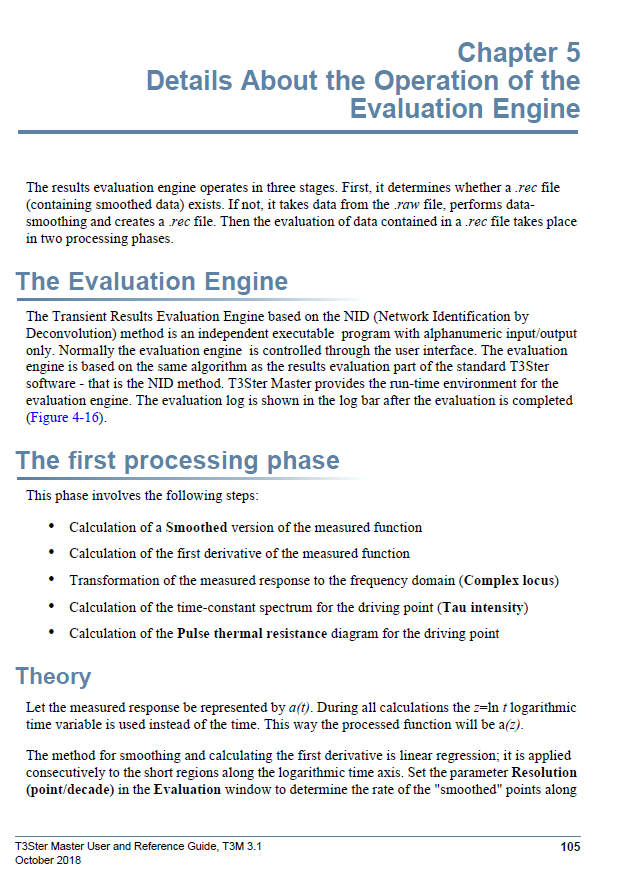 Chapter 5
Details About the Operation of the
Evaluation Engine
The results evaluation engine operates in three stages. First, it determines whether a .rec file
(containing smoothed data) exists. If not, it takes data from the .raw file, performs data-
smoothing and creates a .rec file. Then the evaluation of data contained in a .rec file takes place
in two processing phases.
The Evaluation Engine
The Transient Results Evaluation Engine based on the NID (Network Identification by
Deconvolution) method is an independent executable program with alphanumeric input/output
only. Normally the evaluation engine is controlled through the user interface. The evaluation
engine is based on the same algorithm as the results evaluation part of the standard T3Ster
software - that is the NID method. T3Ster Master provides the run-time environment for the
evaluation engine. The evaluation log is shown in the log bar after the evaluation is completed
(Figure 4-16).
The first processing phase
This phase involves the following steps:
• Calculation of a Smoothed version of the measured function
• Calculation of the first derivative of the measured function
• Transformation of the measured response to the frequency domain (Complex locus)
• Calculation of the time-constant spectrum for the driving point (Tau intensity)
• Calculation of the Pulse thermal resistance diagram for the driving point
Theory
Let the measured response be represented by a(t). During all calculations the z=ln t logarithmic
time variable is used instead of the time. This way the processed function will be a(z).
The method for smoothing and calculating the first derivative is linear regression; it is applied
consecutively to the short regions along the logarithmic time axis. Set the parameter Resolution
(point/decade) in the Evaluation window to determine the rate of the "smoothed" points along
T3Ster Master User and Reference Guide, T3M 3.1
105
October 2018